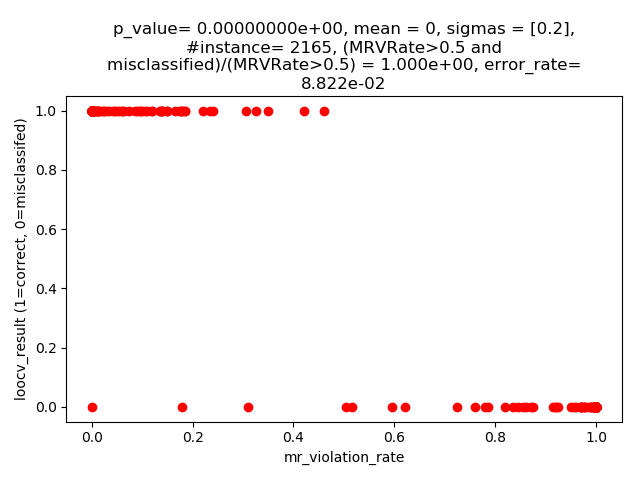 p_value= 0.00000000e+00, mean = 0, sigmas = [0.2],
#instance= 2165, (MRVRate>0.5 and
misclassified)/(MRVRate>0.5) = 1.000e+00, error_rate=
8.822e-02
loocv_result (1=correct, 0=misclassifed)
1.0
0.8
0.6
0.4
0.2
0.0
0.0 0.2 0.4 0.6 0.8 1.0
mr_violation_rate